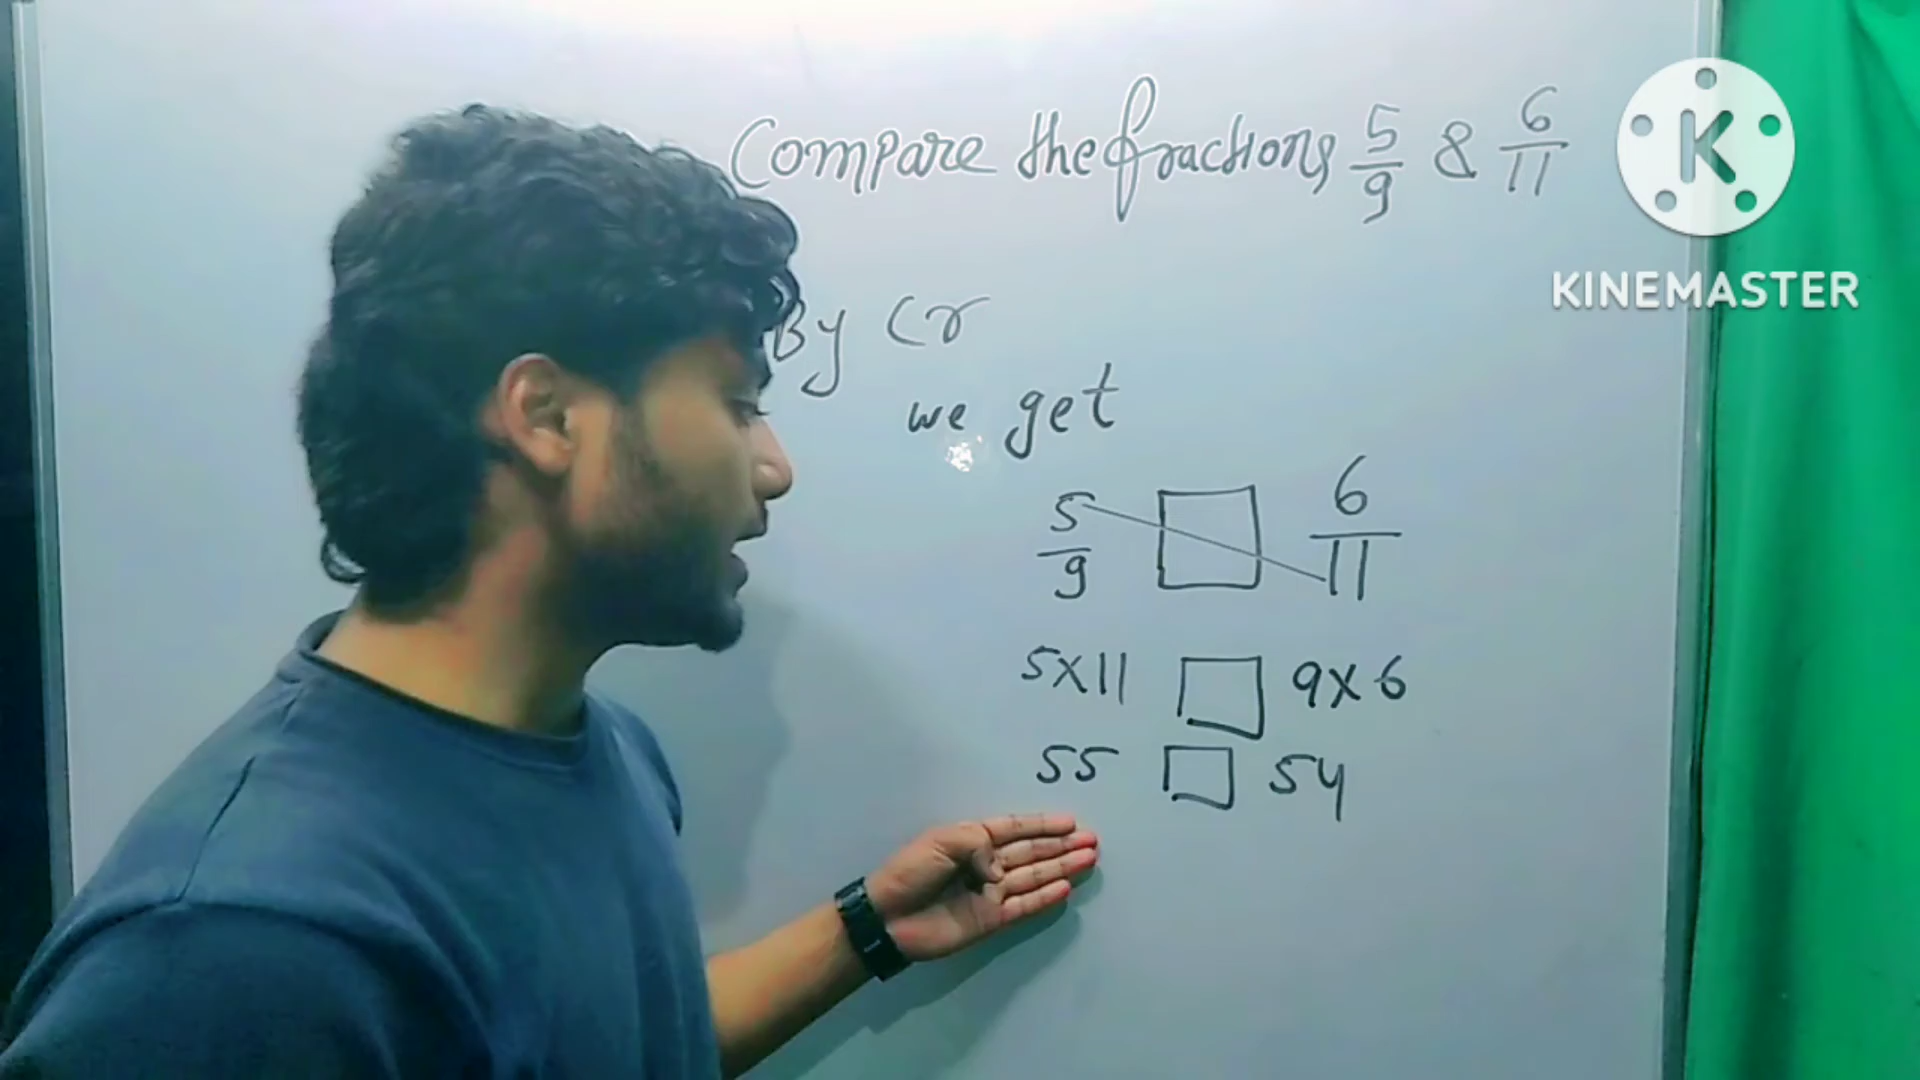 Compare the fractions 5/9 & 6/11
KINEMASTER
By Cr
we get
5/9 □ 6/11
5x11 □ 9x6
55 □ 54